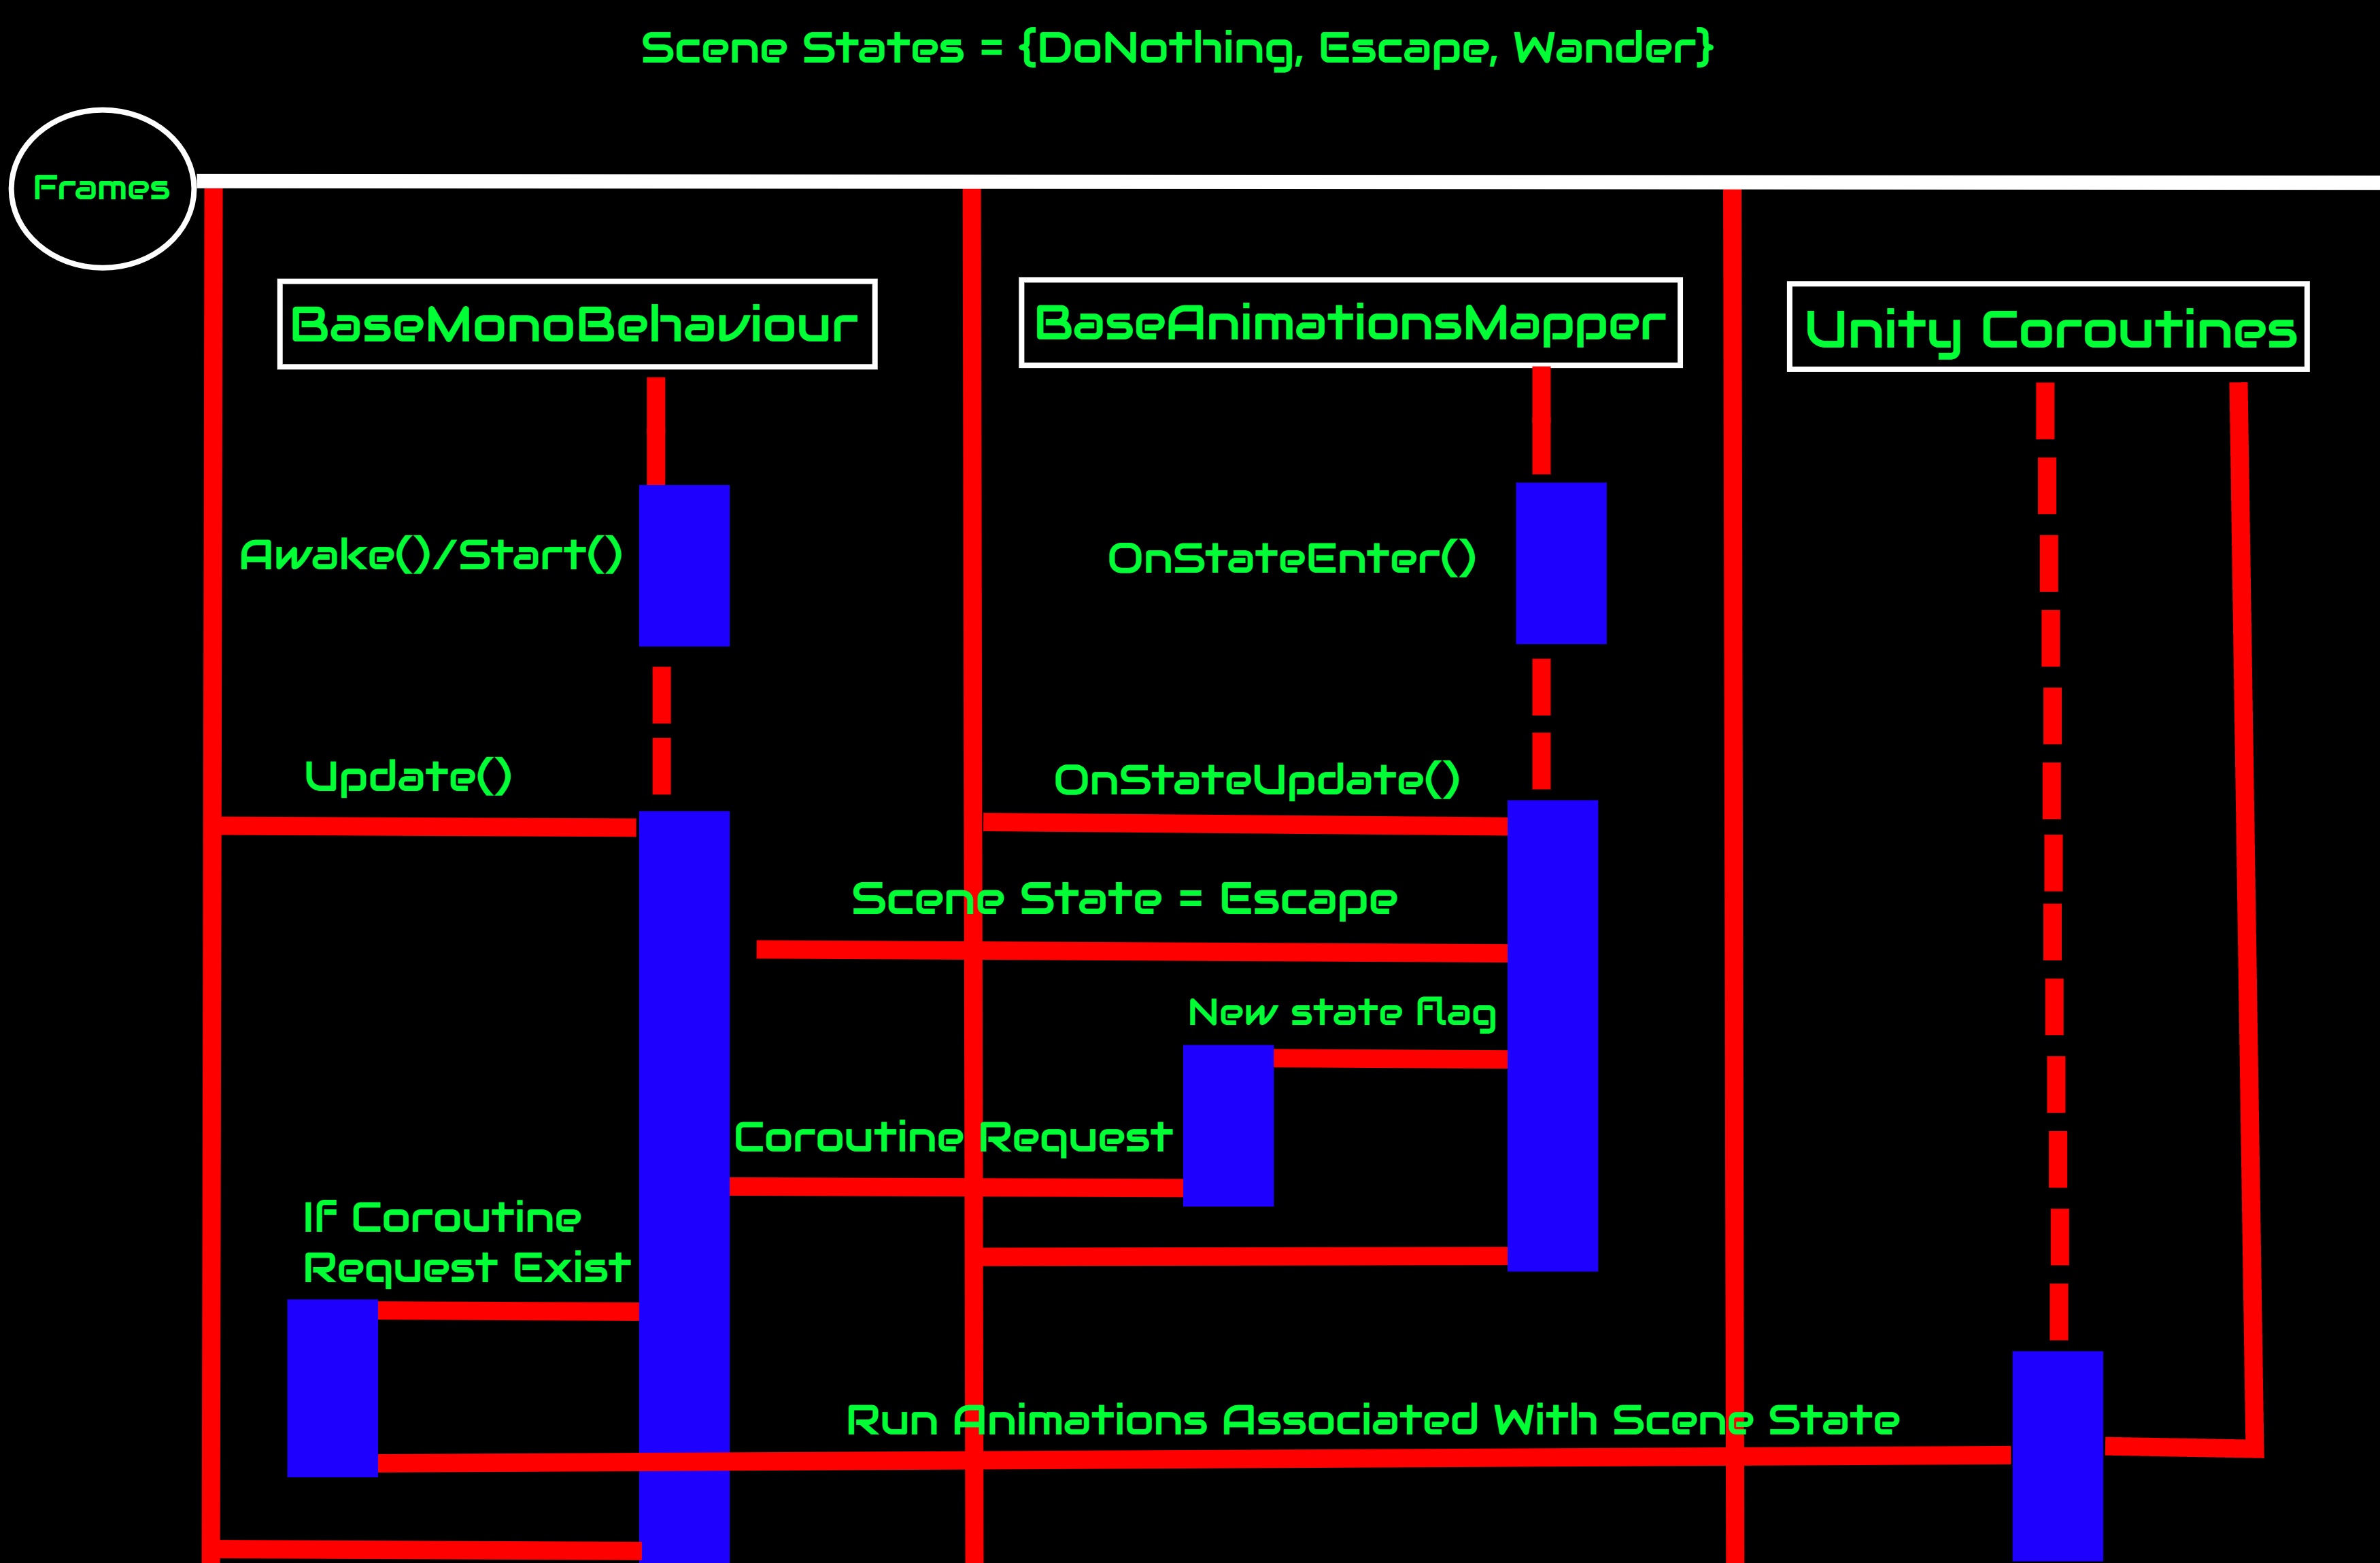 Scene States = {DoNothing, Escape, Wander}
Frames
BaseMonoBehaviour
BaseAnimationsMapper
Unity Coroutines
Awake()/Start()
OnStateEnter()
Update()
OnStateUpdate()
Scene State = Escape
New state flag
Coroutine Request
If Coroutine
Request Exist
Run Animations Associated With Scene State